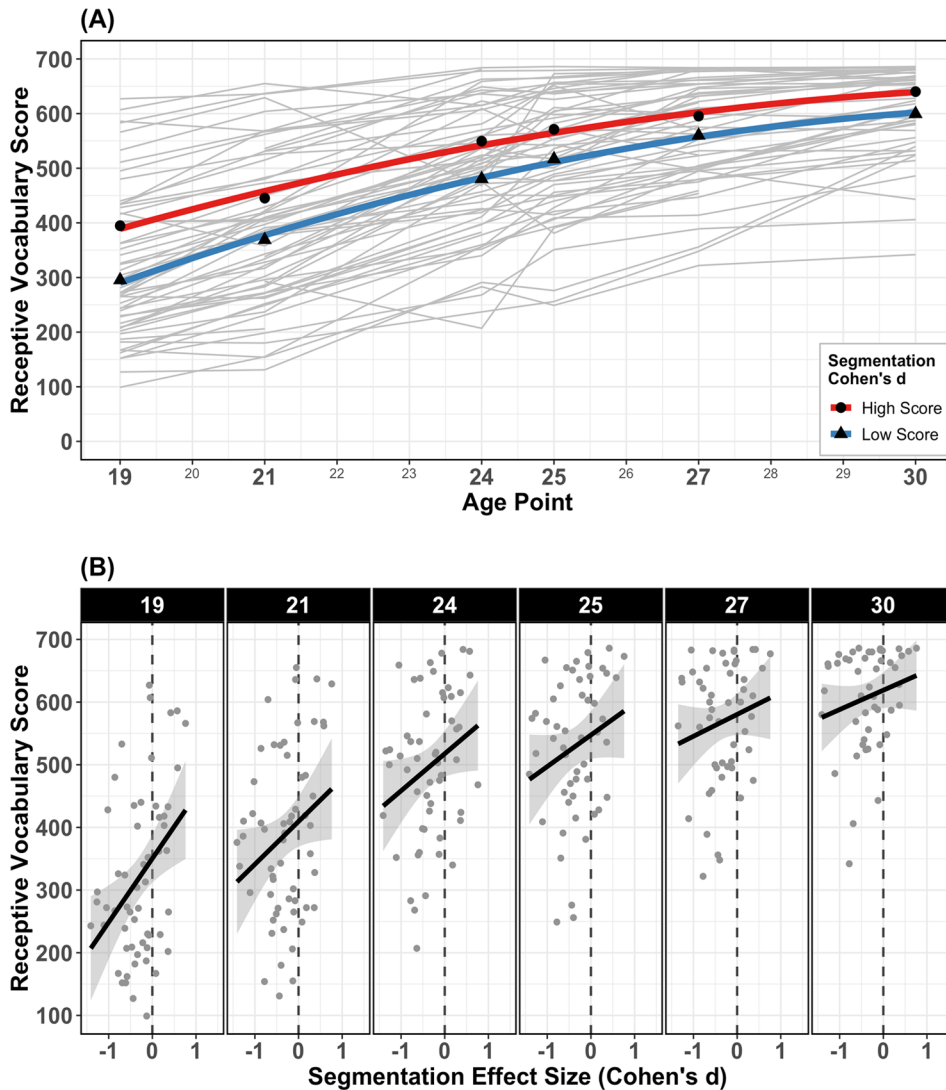 (A)
Receptive Vocabulary Score
700
600
500
400
300
200
100
0
Segmentation
Cohen's d
High Score
Low Score
19 20 21 22 23 24 25 26 27 28 29 30
Age Point
(B)
19 21 24 25 27 30
Receptive Vocabulary Score
700
600
500
400
300
200
100
-1 0 1 -1 0 1 -1 0 1 -1 0 1 -1 0 1 -1 0 1
Segmentation Effect Size (Cohen's d)